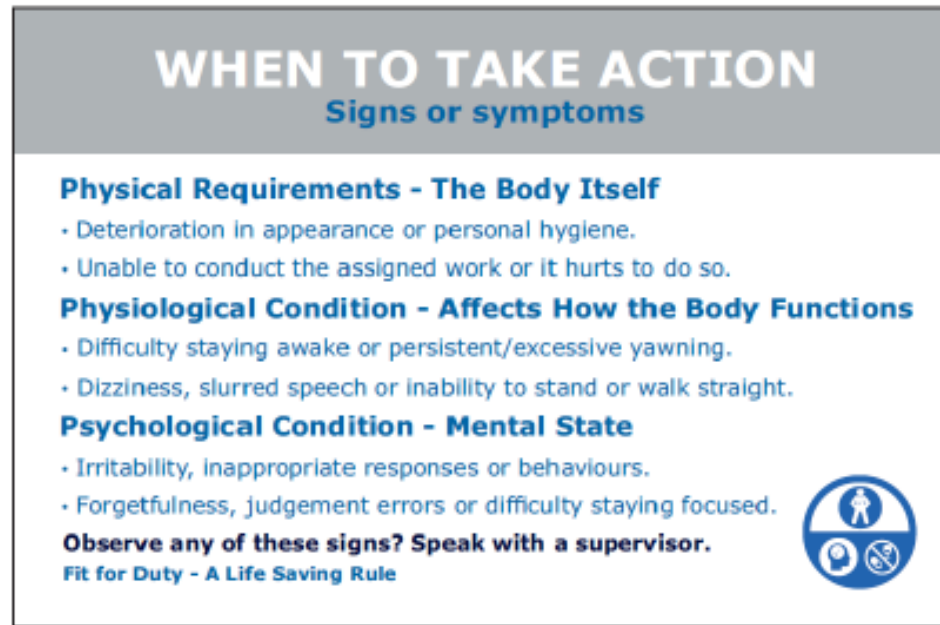 WHEN TO TAKE ACTION
Signs or symptoms
Physical Requirements - The Body Itself
• Deterioration in appearance or personal hygiene.
• Unable to conduct the assigned work or it hurts to do so.
Physiological Condition - Affects How the Body Functions
• Difficulty staying awake or persistent/excessive yawning.
• Dizziness, slurred speech or inability to stand or walk straight.
Psychological Condition - Mental State
• Irritability, inappropriate responses or behaviours.
• Forgetfulness, judgement errors or difficulty staying focused.
Observe any of these signs? Speak with a supervisor.
Fit for Duty - A Life Saving Rule